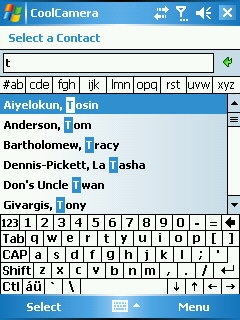 CoolCamera
Select a Contact
t
#ab cde fgh ijk lmn opq rst uvw xyz
Aiyelokun, Tosin
Anderson, Tom
Bartholomew, Tracy
Dennis-Pickett, La Tasha
Don's Uncle Twan
Givargis, Tony
123 1 2 3 4 5 6 7 8 9 0 - =
Tab q w e r t y u i o p [ ]
CAP a s d f g h j k l ; '
Shift z x c v b n m , . /
Ctl áü ` \
Select Menu